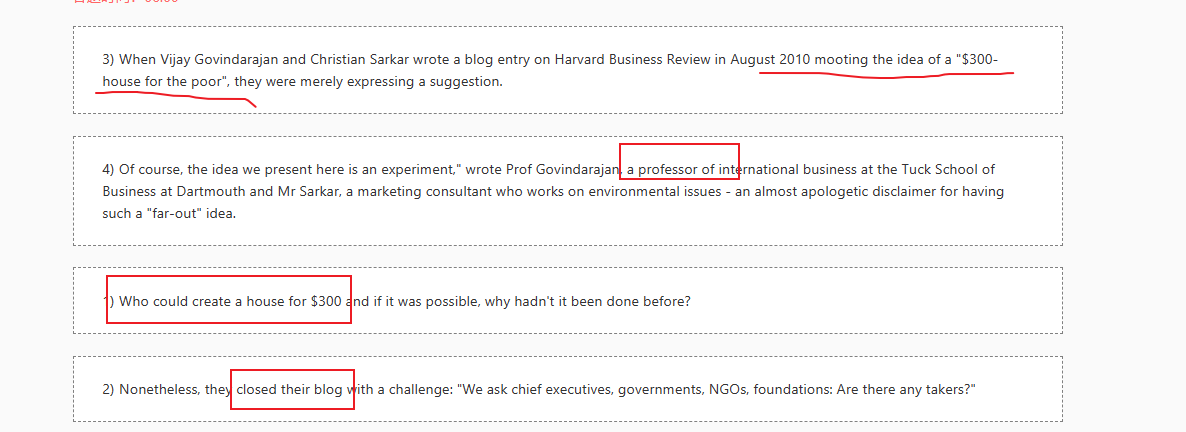 3) When Vijay Govindarajan and Christian Sarkar wrote a blog entry on Harvard Business Review in August 2010 mooting the idea of a "$300-
house for the poor", they were merely expressing a suggestion.
4) Of course, the idea we present here is an experiment," wrote Prof Govindarajan, a professor of international business at the Tuck School of
Business at Dartmouth and Mr Sarkar, a marketing consultant who works on environmental issues - an almost apologetic disclaimer for having
such a "far-out" idea.
1) Who could create a house for $300 and if it was possible, why hadn't it been done before?
2) Nonetheless, they closed their blog with a challenge: "We ask chief executives, governments, NGOs, foundations: Are there any takers?"